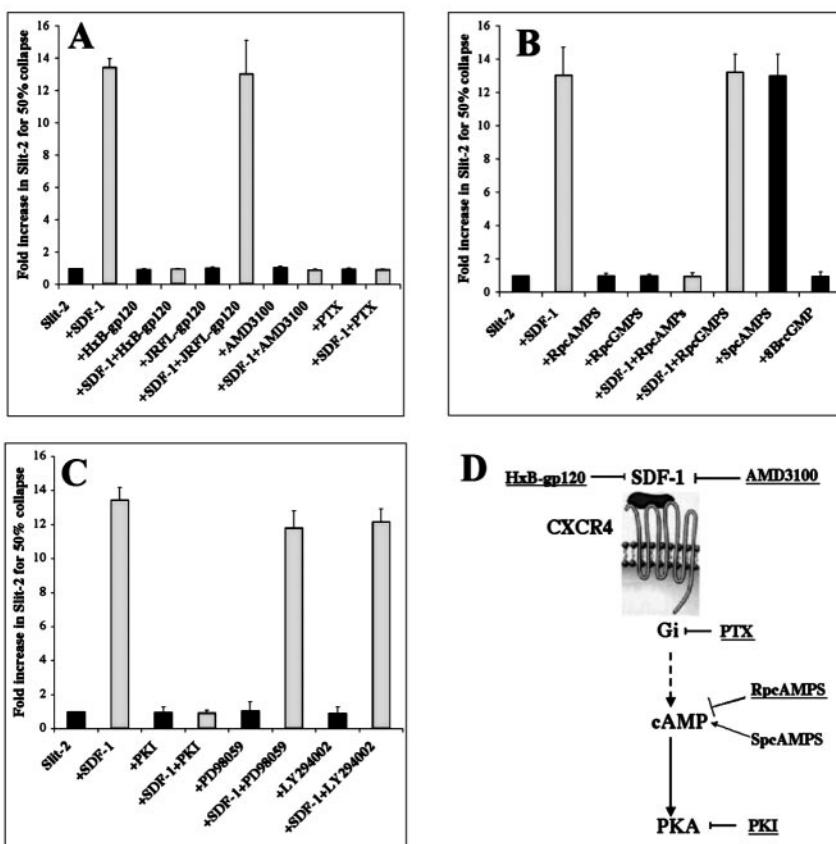 A
Fold increase in Slit-2 for 50% collapse
16
14
12
10
8
6
4
2
0
Slit-2
+SDF-1
+HxB-gp120
+SDF-1+HxB-gp120
+JRFL-gp120
+SDF-1+JRFL-gp120
+AMD3100
+SDF-1+AMD3100
+PTX
+SDF-1+PTX
B
Fold increase in Slit-2 for 50% collapse
16
14
12
10
8
6
4
2
0
Slit-2
+SDF-1
+RpcAMPS
+RpcGMPS
+SDF-1+RpcAMPs
+SDF-1+RpcGMPS
+SpcAMPS
+8BrcGMP
C
Fold increase in Slit-2 for 50% collapse
16
14
12
10
8
6
4
2
0
Slit-2
+SDF-1
+PKI
+SDF-1+PKI
+PD98059
+SDF-1+PD98059
+LY294002
+SDF-1+LY294002
D
HxB-gp120 SDF-1 AMD3100
CXCR4
Gi PTX
RpcAMPS
cAMP
SpcAMPS
PKA PKI